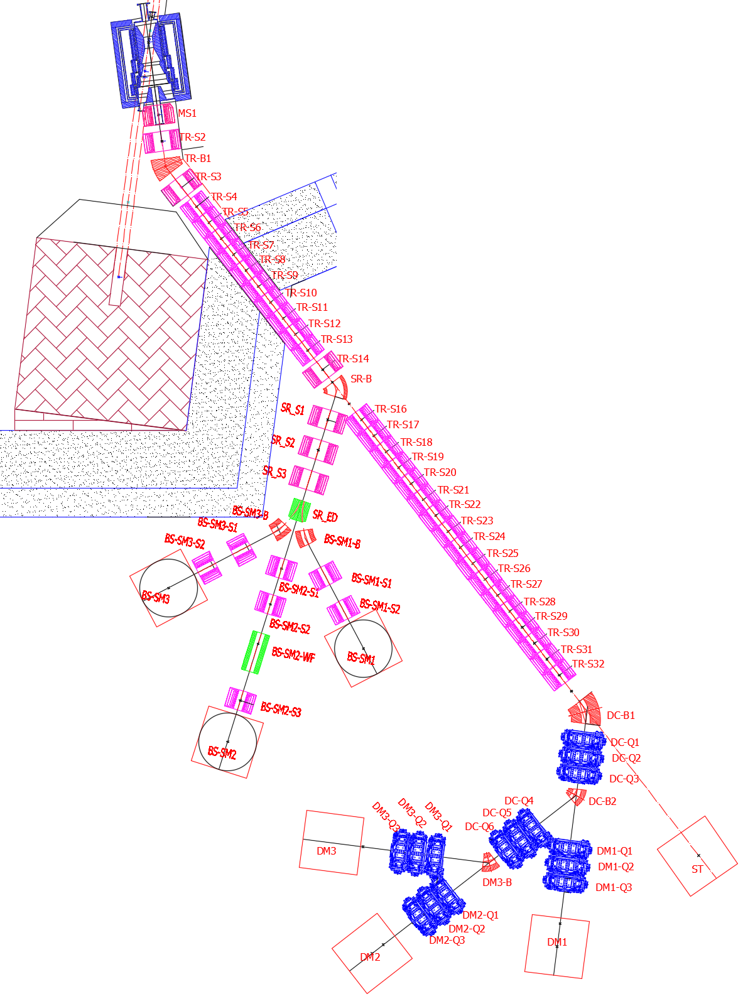 MS1
TR-S2
TR-B1
TR-S3
TR-S4
TR-S5
TR-S6
TR-S7
TR-S8
TR-S9
TR-S10
TR-S11
TR-S12
TR-S13
TR-S14
SR-B
SR_S1
SR_S2
SR_S3
SR_ED
TR-S16
TR-S17
TR-S18
TR-S19
TR-S20
TR-S21
TR-S22
TR-S23
TR-S24
TR-S25
TR-S26
TR-S27
TR-S28
TR-S29
TR-S30
TR-S31
TR-S32
BS-SM3-B
BS-SM3-S1
BS-SM3-S2
BS-SM3
BS-SM1-B
BS-SM1-S1
BS-SM1-S2
BS-SM1
BS-SM2-S1
BS-SM2-S2
BS-SM2-WF
BS-SM2-S3
BS-SM2
DC-B1
DC-Q1
DC-Q2
DC-Q3
DC-B2
DC-Q4
DC-Q5
DC-Q6
DM3-Q1
DM3-Q2
DM3-Q3
DM3
DM3-B
DM1-Q1
DM1-Q2
DM1-Q3
DM1
DM2-Q1
DM2-Q2
DM2-Q3
DM2
ST